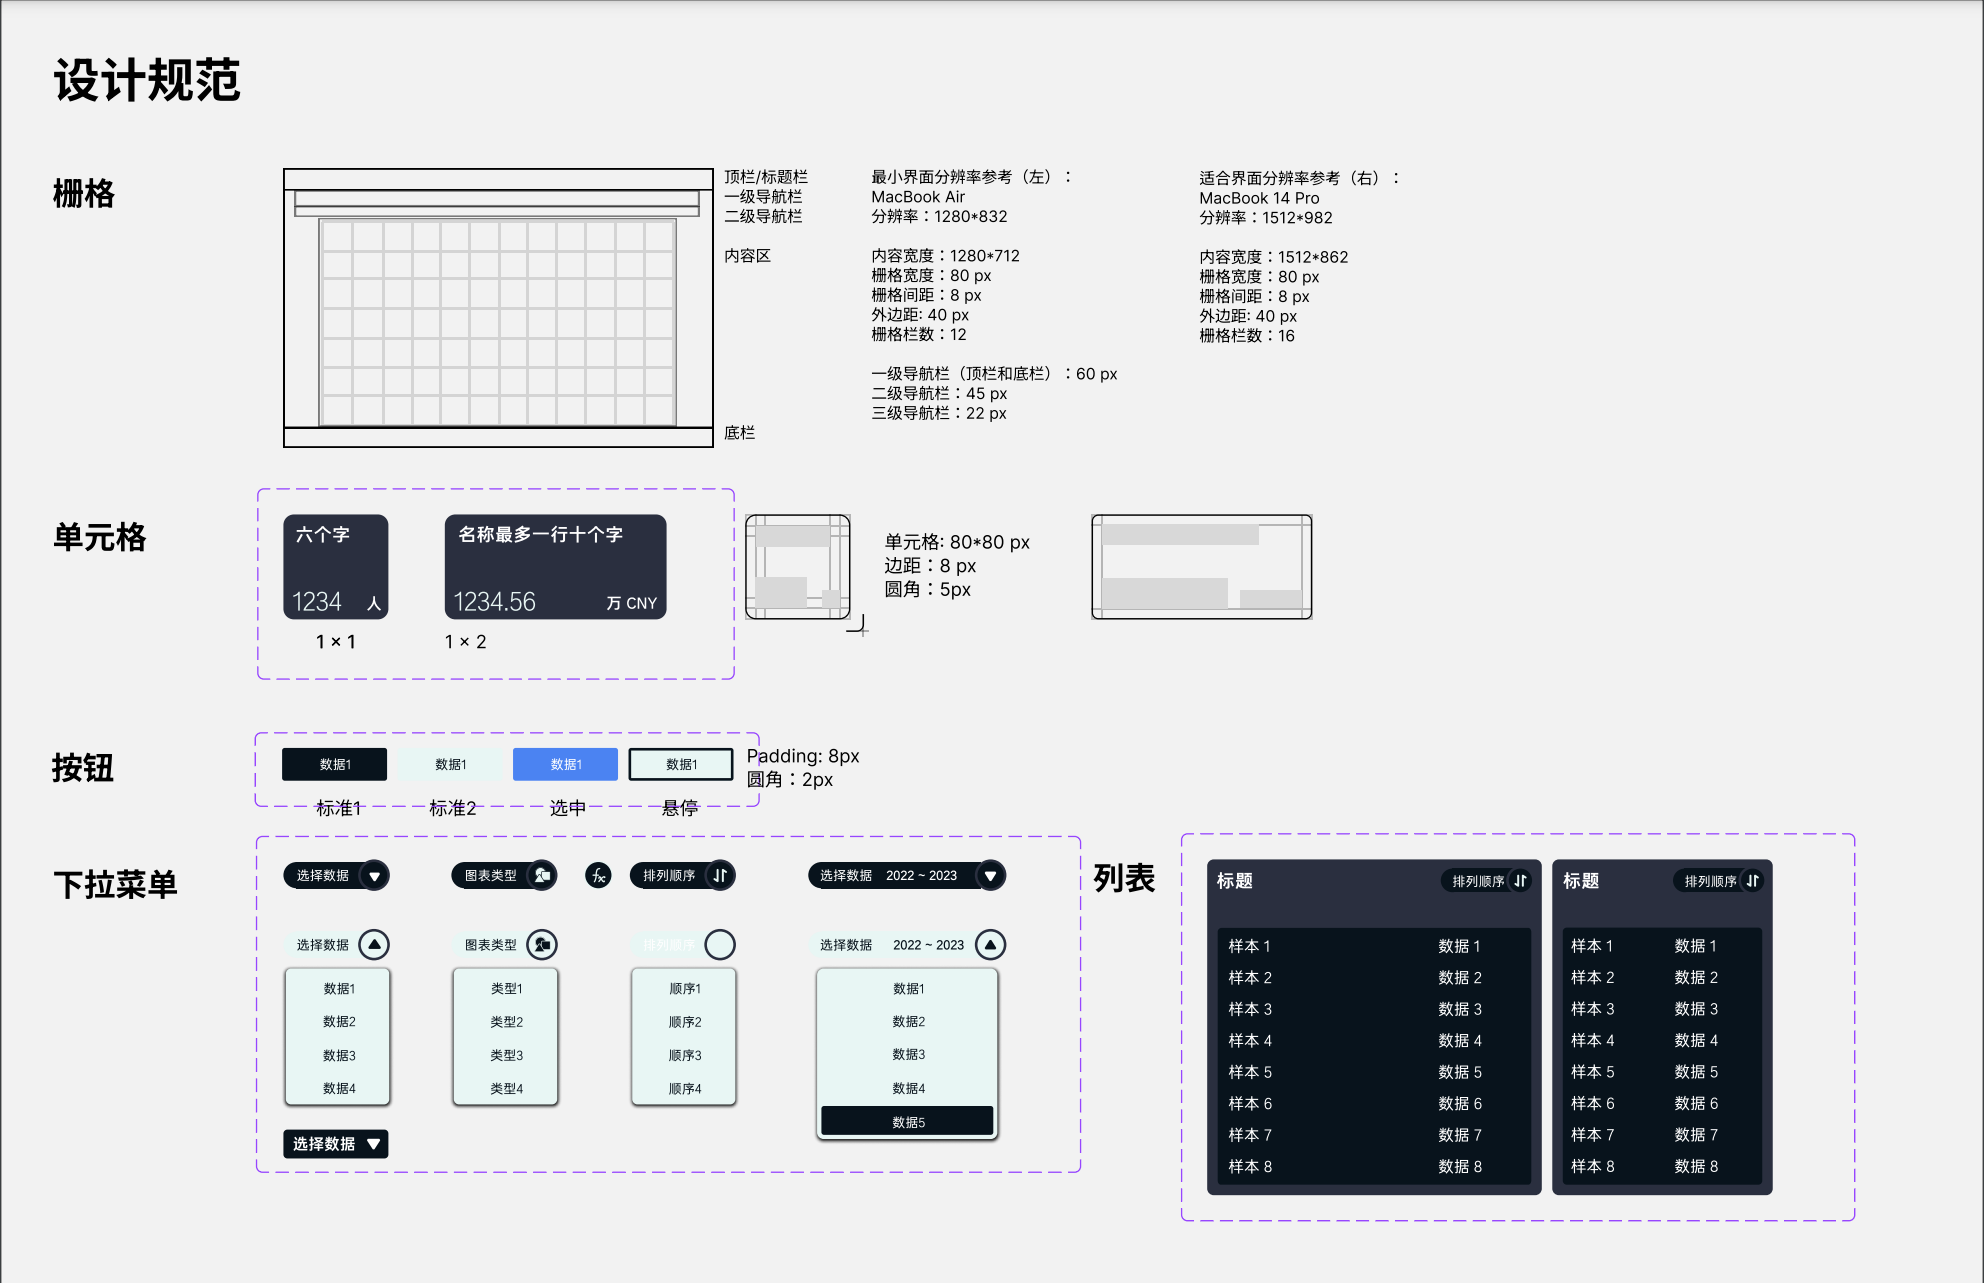 设计规范
栅格
顶栏/标题栏
一级导航栏
二级导航栏
内容区
底栏
最小界面分辨率参考（左）：
MacBook Air
分辨率：1280*832
内容宽度：1280*712
栅格宽度：80 px
栅格间距：8 px
外边距: 40 px
栅格栏数：12
一级导航栏（顶栏和底栏）：60 px
二级导航栏：45 px
三级导航栏：22 px
适合界面分辨率参考（右）：
MacBook 14 Pro
分辨率：1512*982
内容宽度：1512*862
栅格宽度：80 px
栅格间距：8 px
外边距: 40 px
栅格栏数：16
单元格
六个字
1234 人
1 × 1
名称最多一行十个字
1234.56 万 CNY
1 × 2
单元格: 80*80 px
边距：8 px
圆角：5px
按钮
数据1 数据1 数据1 数据1
标准1 标准2 选中 悬停
Padding: 8px
圆角：2px
下拉菜单
选择数据 图表类型 fx 排列顺序 选择数据 2022 ~ 2023
选择数据 图表类型 排列顺序 选择数据 2022 ~ 2023
数据1
数据2
数据3
数据4
类型1
类型2
类型3
类型4
顺序1
顺序2
顺序3
顺序4
数据1
数据2
数据3
数据4
数据5
选择数据
列表
标题 排列顺序
样本 1 数据 1
样本 2 数据 2
样本 3 数据 3
样本 4 数据 4
样本 5 数据 5
样本 6 数据 6
样本 7 数据 7
样本 8 数据 8
标题 排列顺序
样本 1 数据 1
样本 2 数据 2
样本 3 数据 3
样本 4 数据 4
样本 5 数据 5
样本 6 数据 6
样本 7 数据 7
样本 8 数据 8